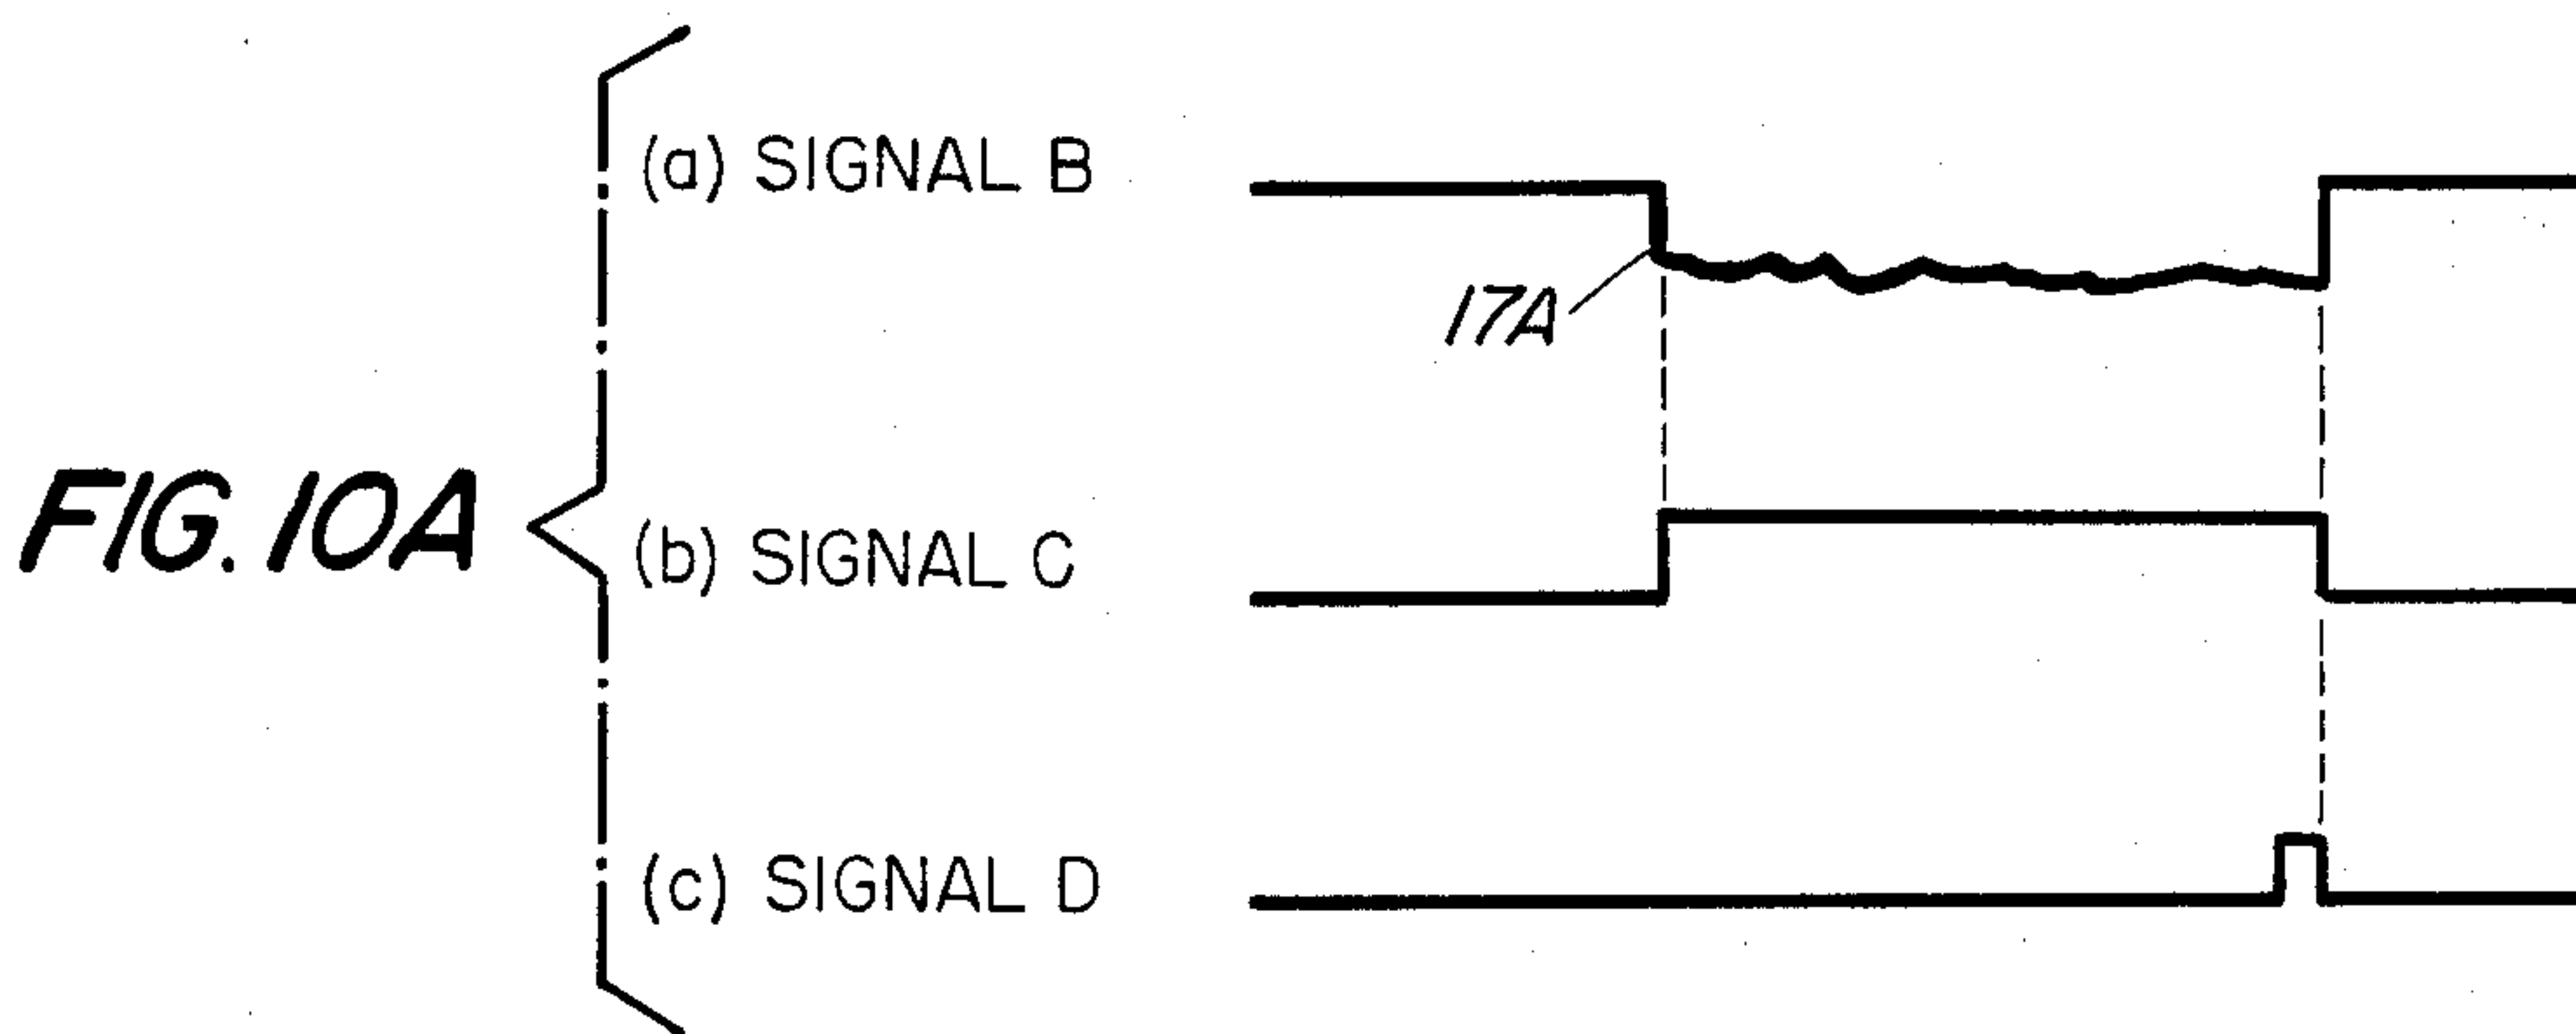 (a) SIGNAL B
17A
FIG. 10A
(b) SIGNAL C
(c) SIGNAL D